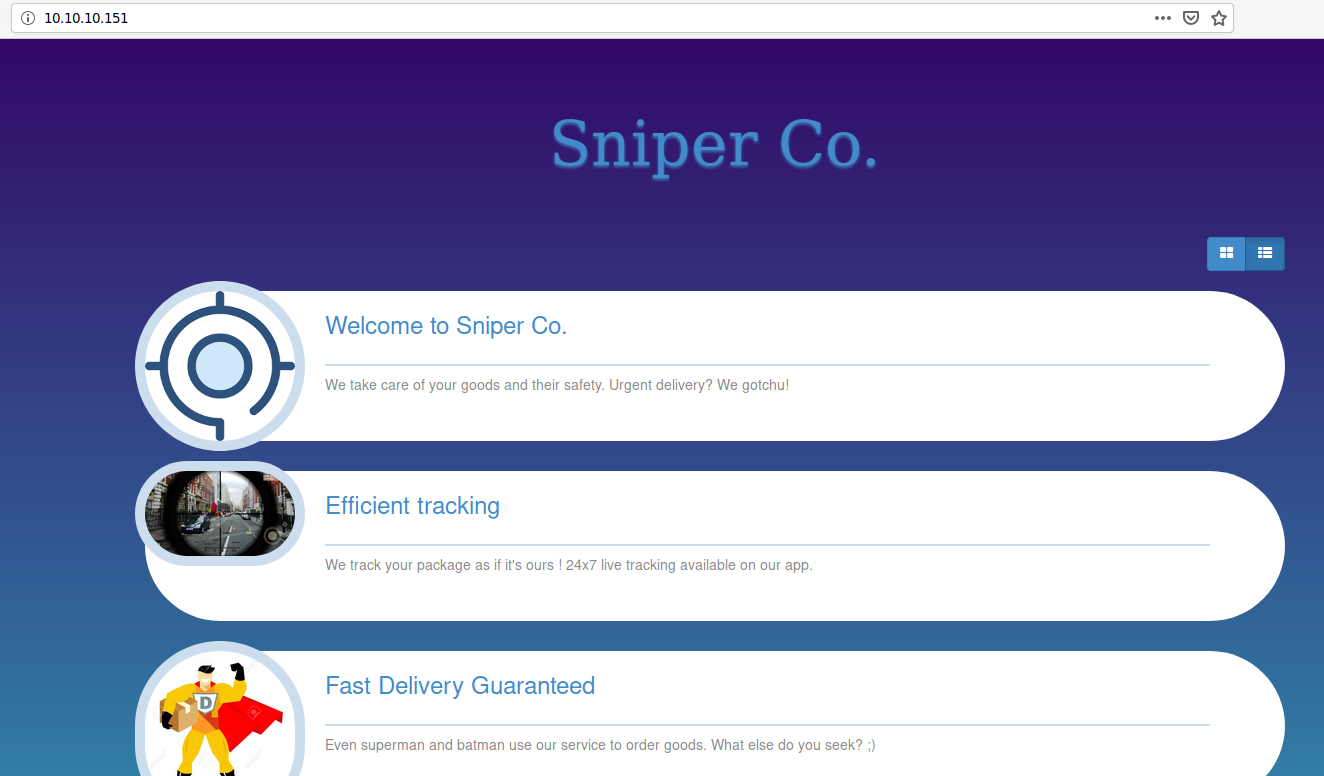 10.10.10.151
Sniper Co.
Welcome to Sniper Co.
We take care of your goods and their safety. Urgent delivery? We gotchu!
Efficient tracking
We track your package as if it's ours ! 24x7 live tracking available on our app.
D
Fast Delivery Guaranteed
Even superman and batman use our service to order goods. What else do you seek? ;)